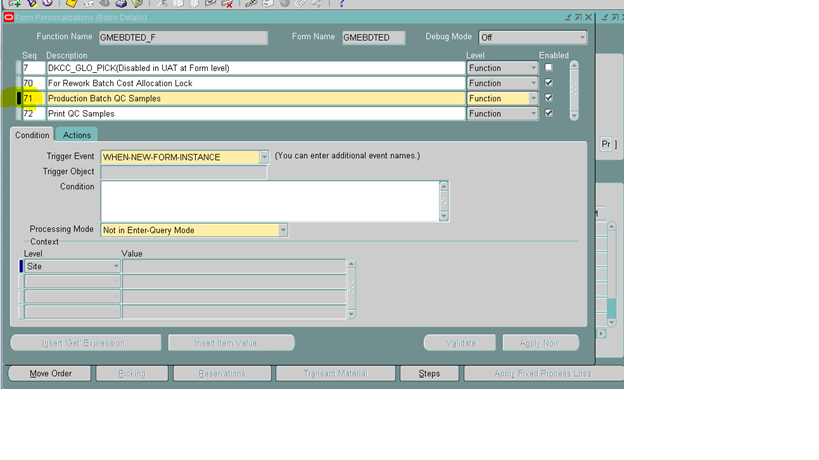 Form Personalizations (Batch Details)
Function Name GMEBDTED_F Form Name GMEBDTED Debug Mode Off
Seq Description Level Enabled
7 DKCC_GLO_PICK(Disabled in UAT at Form level) Function
70 For Rework Batch Cost Allocation Lock Function
71 Production Batch QC Samples Function
72 Print QC Samples Function
Condition Actions
Pr ]
Trigger Event WHEN-NEW-FORM-INSTANCE (You can enter additional event names.)
Trigger Object
Condition
Processing Mode Not in Enter-Query Mode
Context
Level Value
Site
Insert 'Get' Expression Insert Item Value Validate Apply Now
Move Order Picking Reservations Transact Material Steps Apply Fixed Process Loss